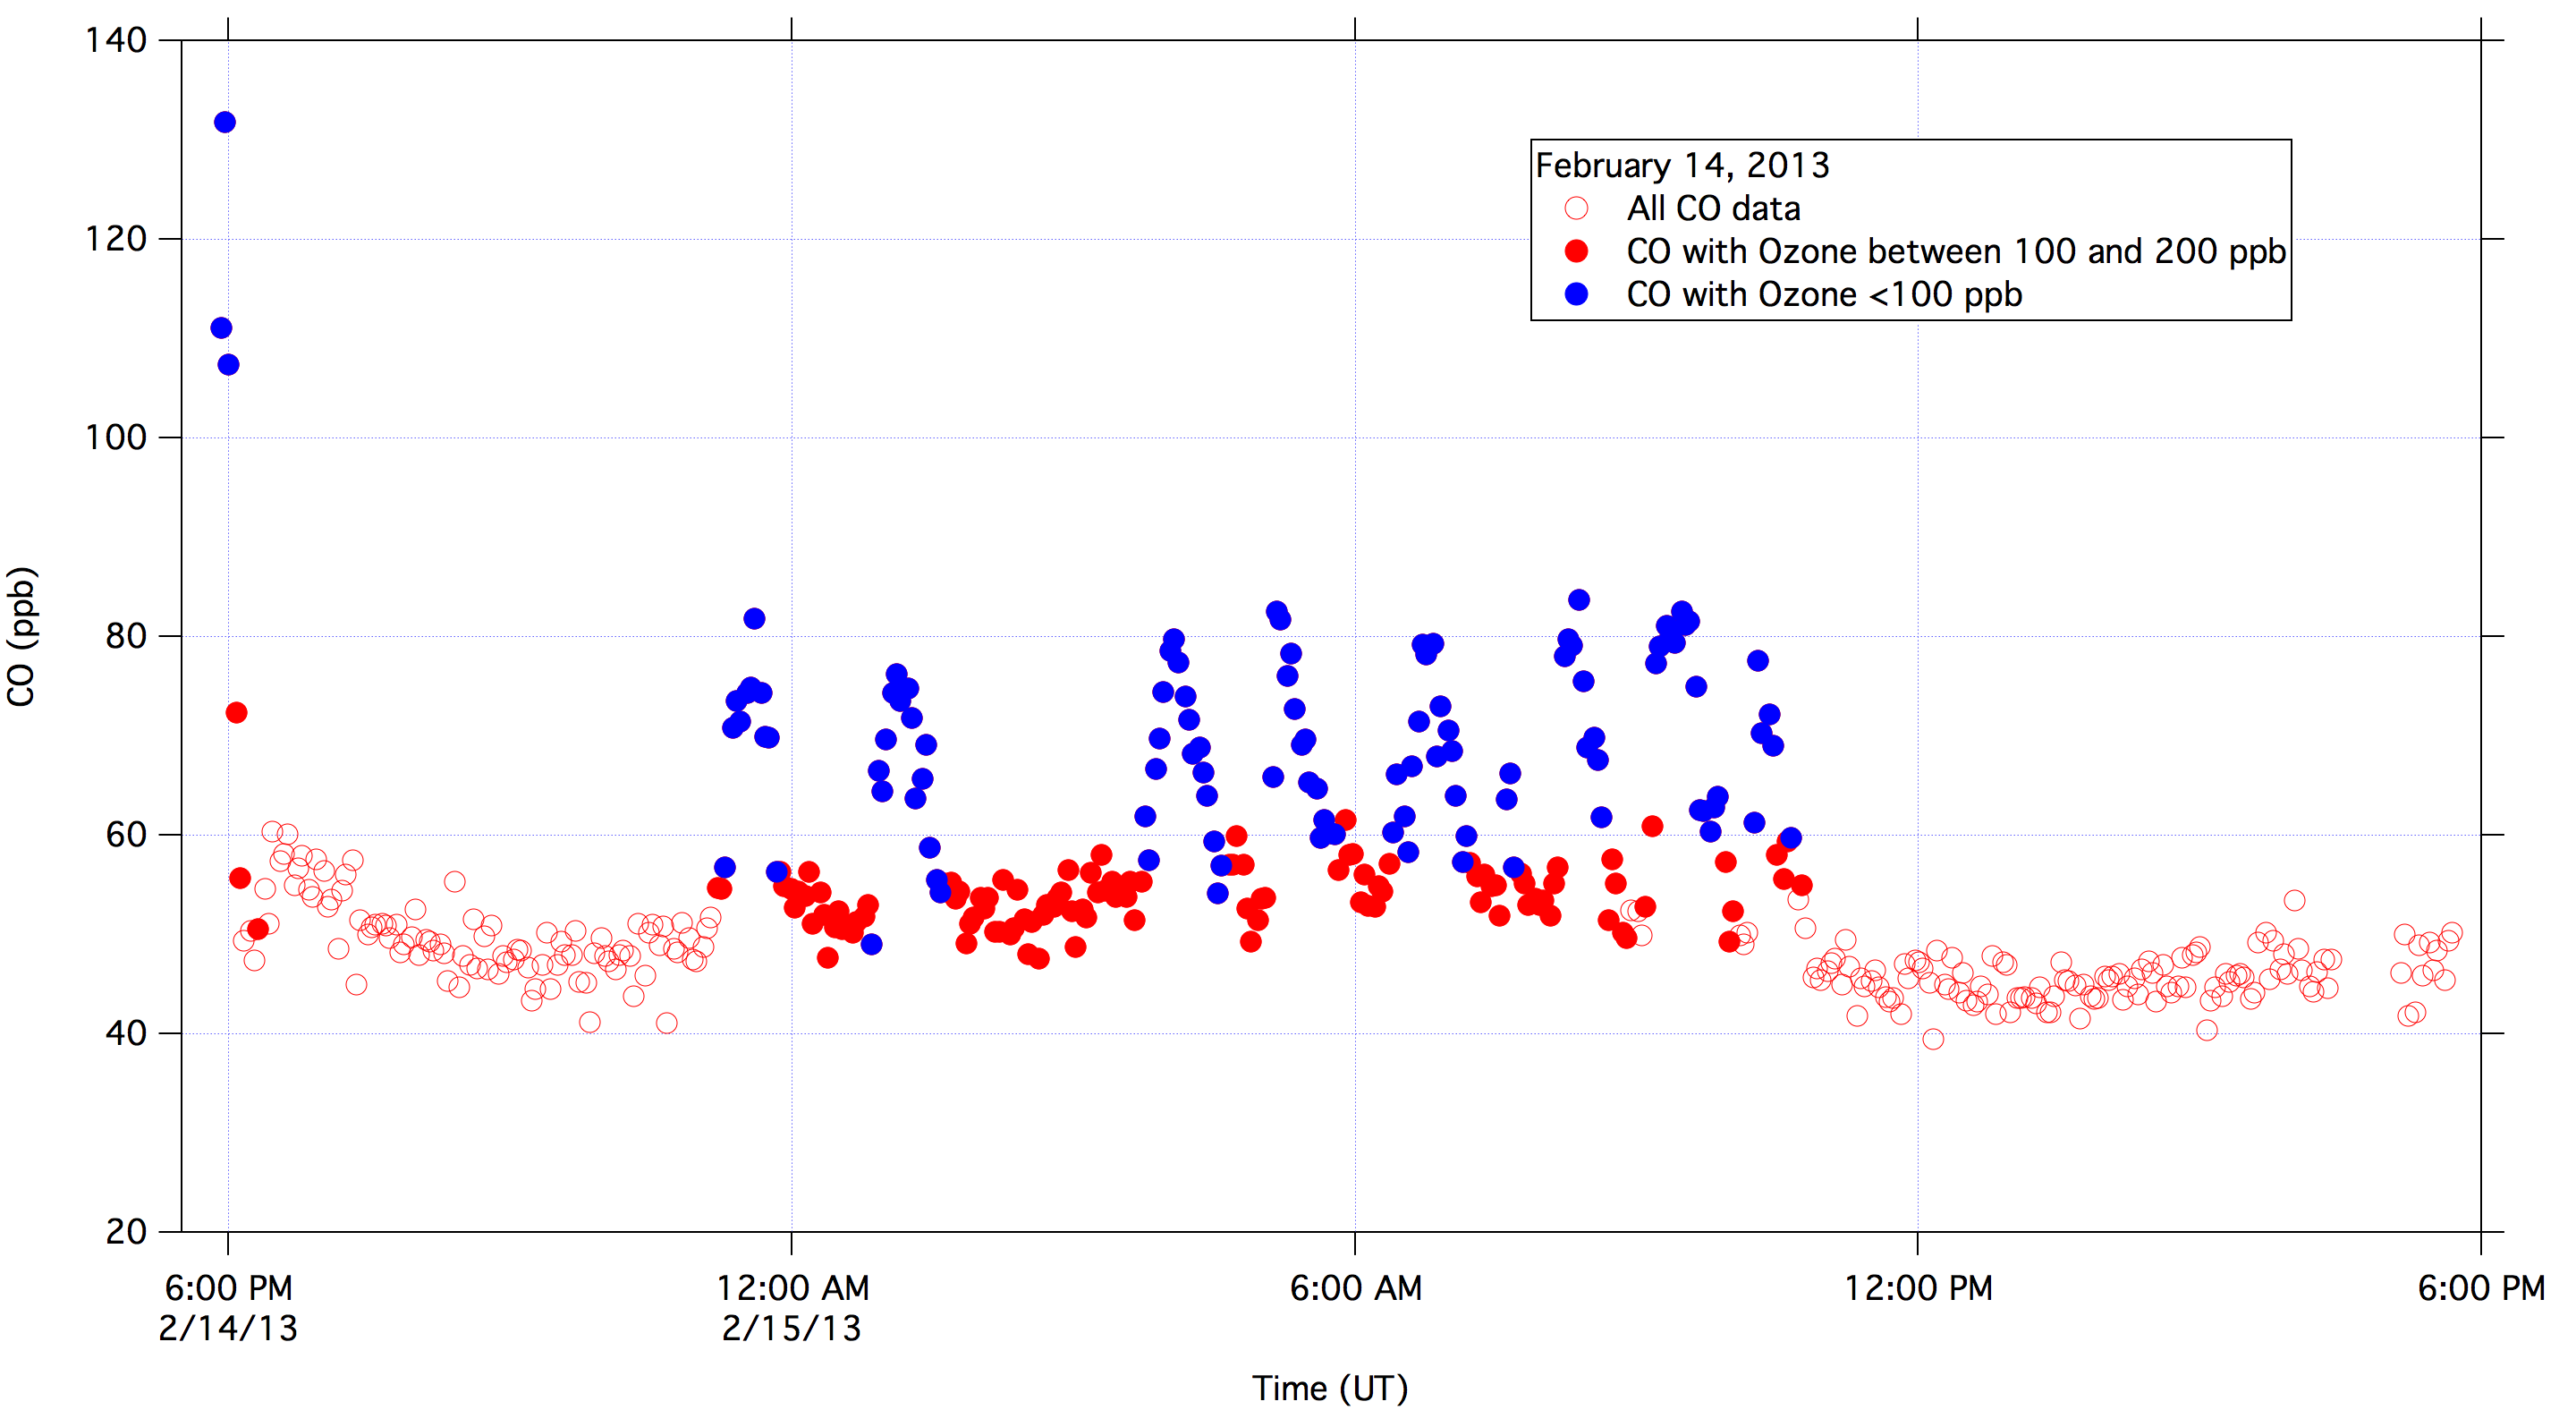 140
120
100
80
60
40
20
CO (ppb)
February 14, 2013
All CO data
CO with Ozone between 100 and 200 ppb
CO with Ozone <100 ppb
6:00 PM 12:00 AM 6:00 AM 12:00 PM 6:00 PM
2/14/13 2/15/13
Time (UT)